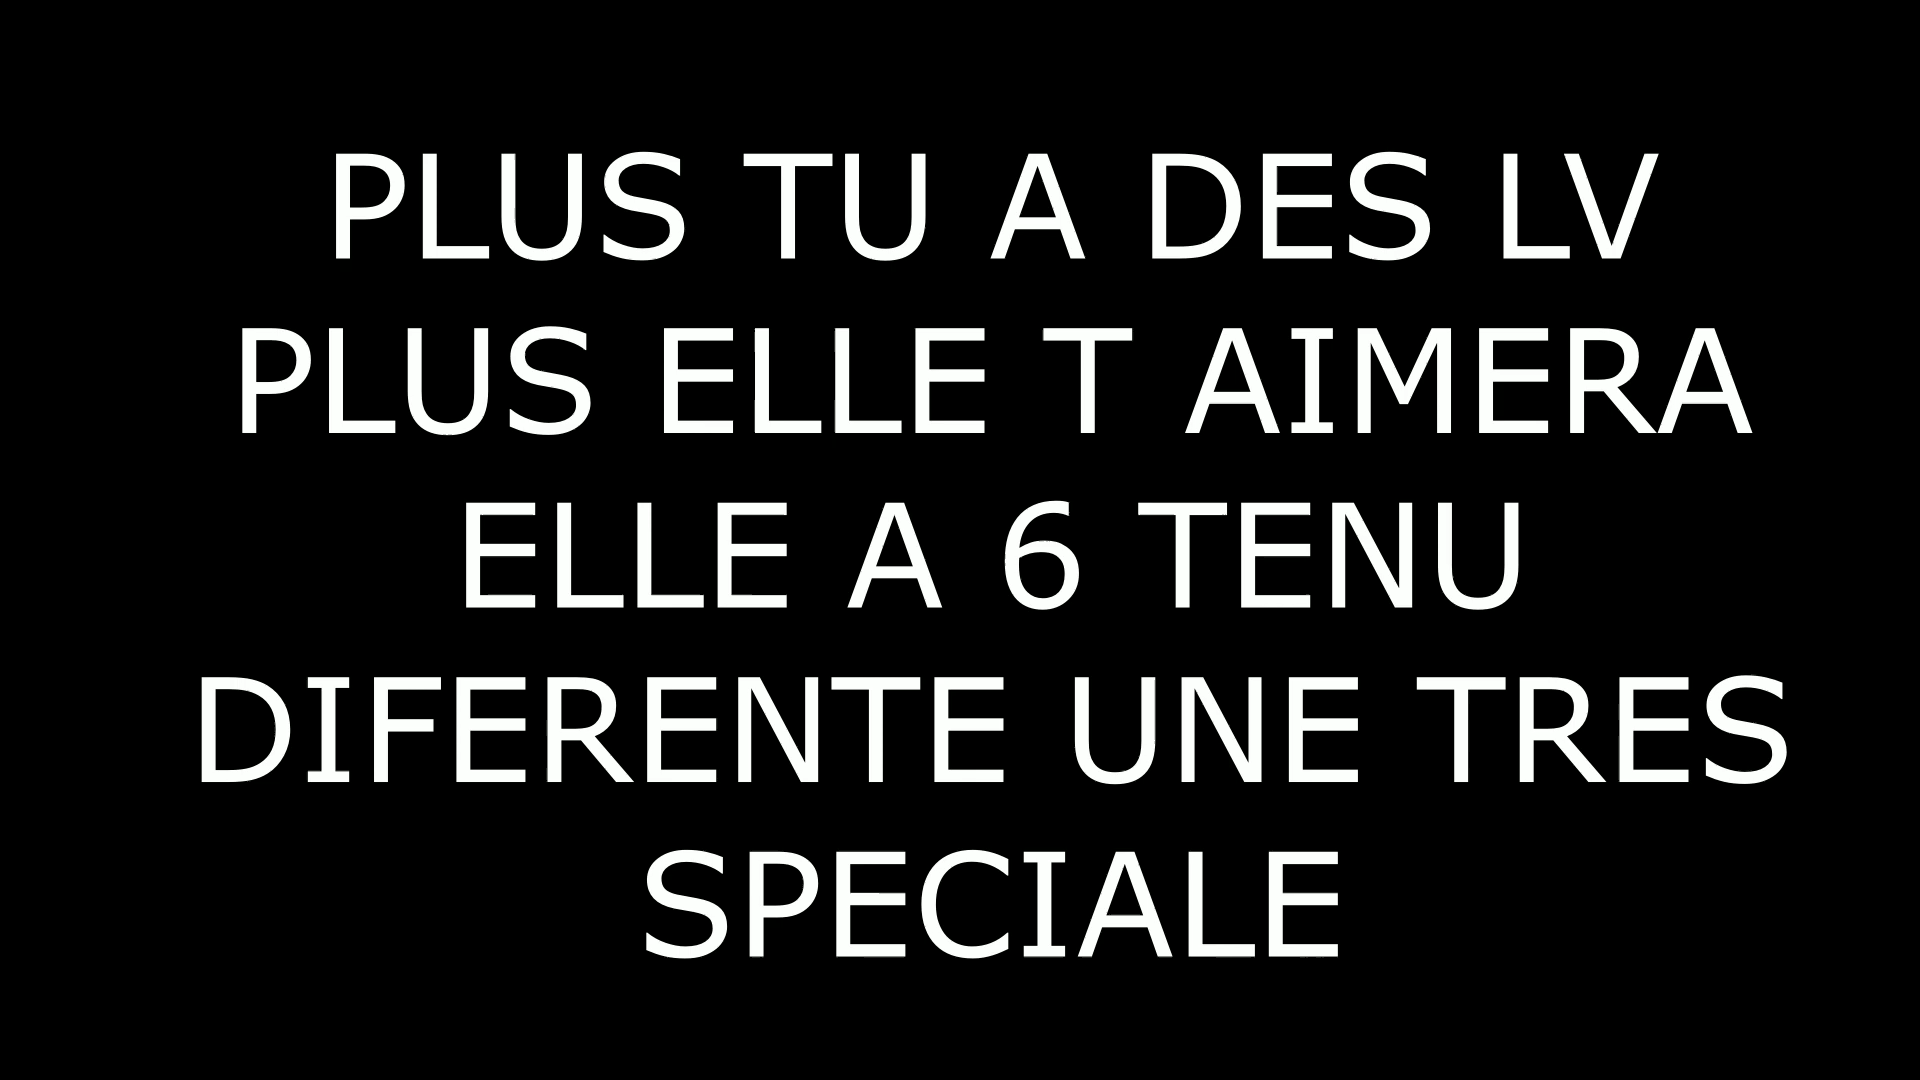 PLUS TU A DES LV
PLUS ELLE T AIMERA
ELLE A 6 TENU
DIFERENTE UNE TRES
SPECIALE